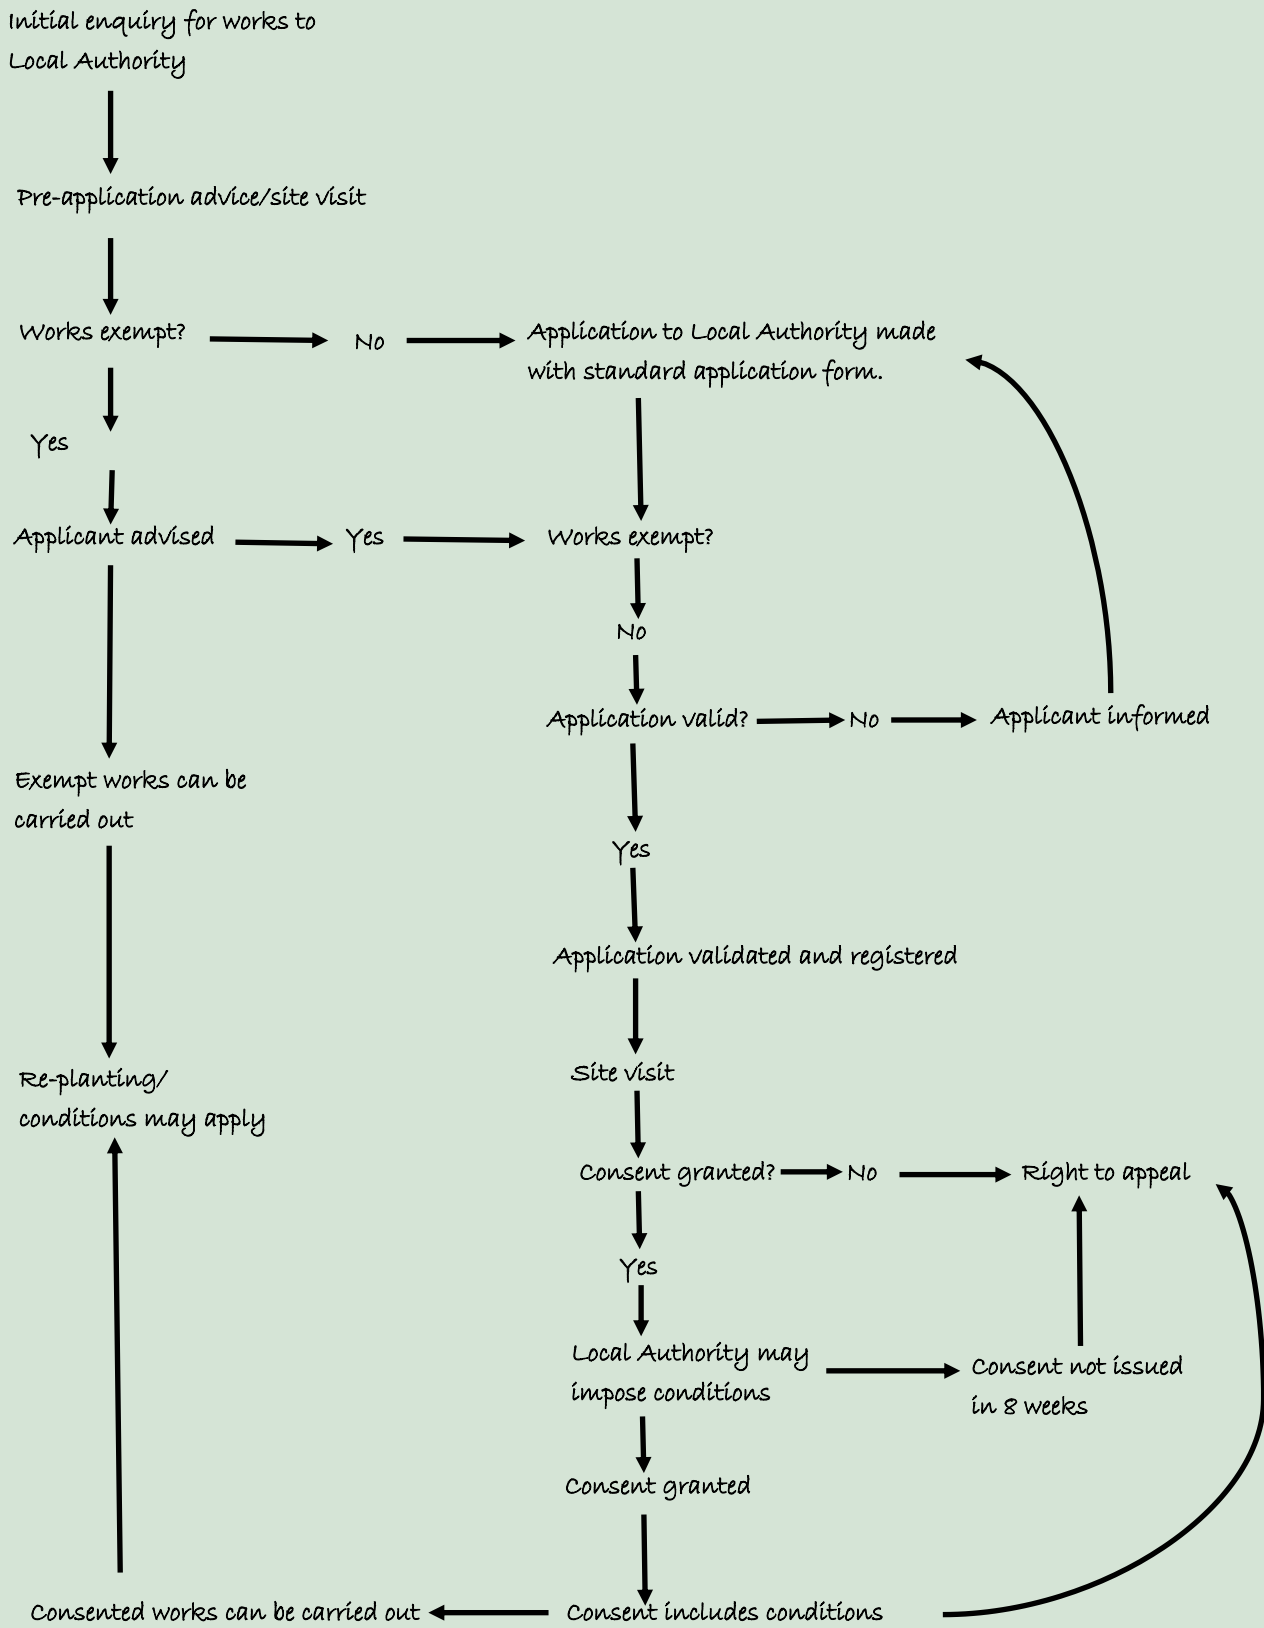 Initial enquiry for works to
Local Authority
Pre-application advice/site visit
Works exempt?
No
Application to Local Authority made
with standard application form.
Yes
Applicant advised
Yes
Works exempt?
No
Application valid?
No
Applicant informed
Exempt works can be
carried out
Yes
Application validated and registered
Site visit
Re-planting/
conditions may apply
Consent granted?
No
Right to appeal
Yes
Local Authority may
impose conditions
Consent not issued
in 8 weeks
Consent granted
Consented works can be carried out
Consent includes conditions